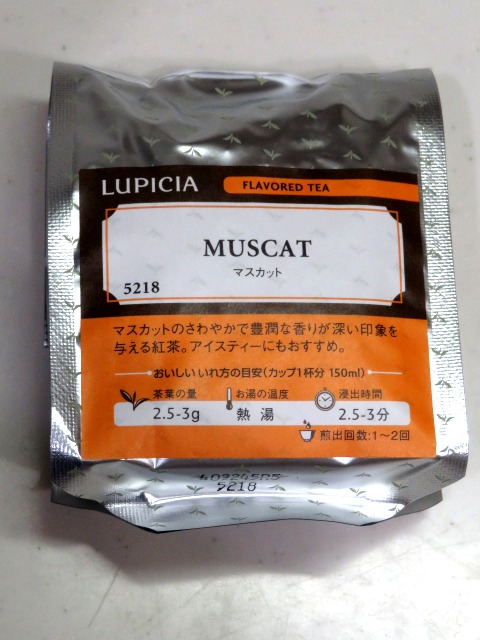 LUPICIA
FLAVORED TEA
MUSCAT
マスカット
5218
マスカットのさわやかで豊潤な香りが深い印象を
与える紅茶。アイスティーにもおすすめ。
おいしいいれ方の目安(カップ1杯分 150ml)
茶葉の量 お湯の温度 浸出時間
2.5-3g 熱湯 2.5-3分
煎出回数:1〜2回
5218